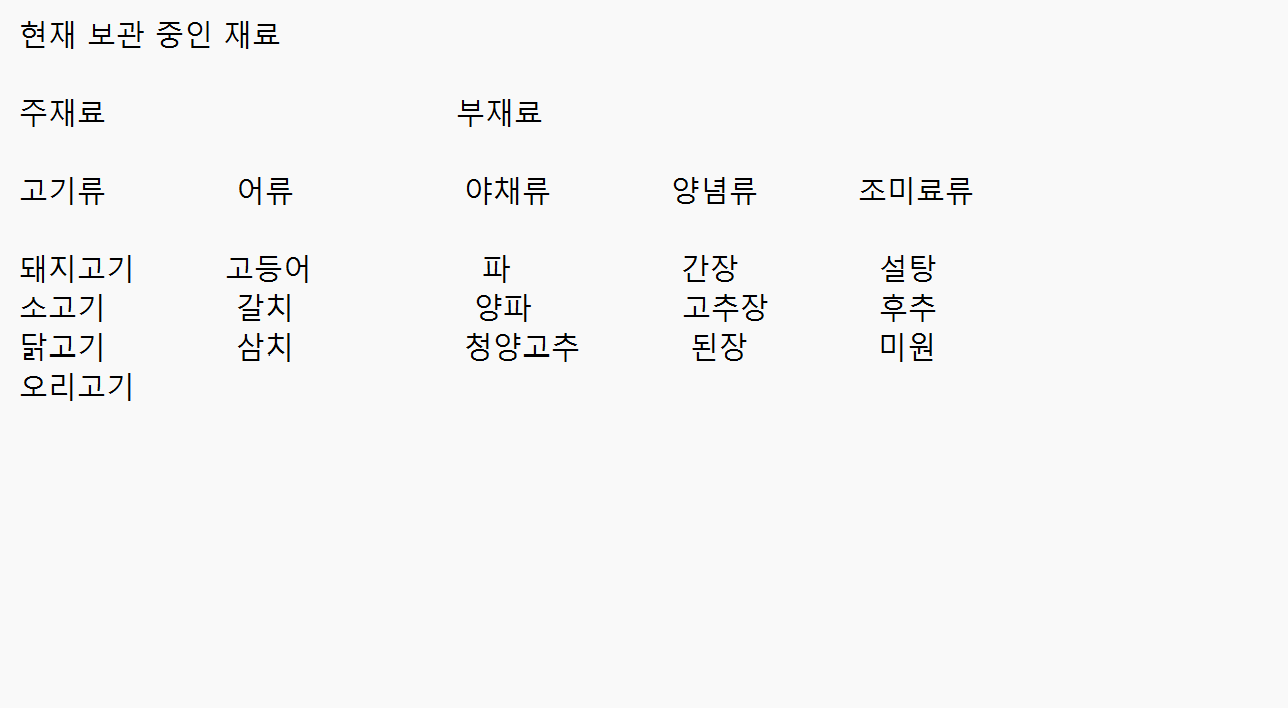 현재 보관 중인 재료
주재료 부재료
고기류 어류 야채류 양념류 조미료류
돼지고기 고등어 파 간장 설탕
소고기 갈치 양파 고추장 후추
닭고기 삼치 청양고추 된장 미원
오리고기